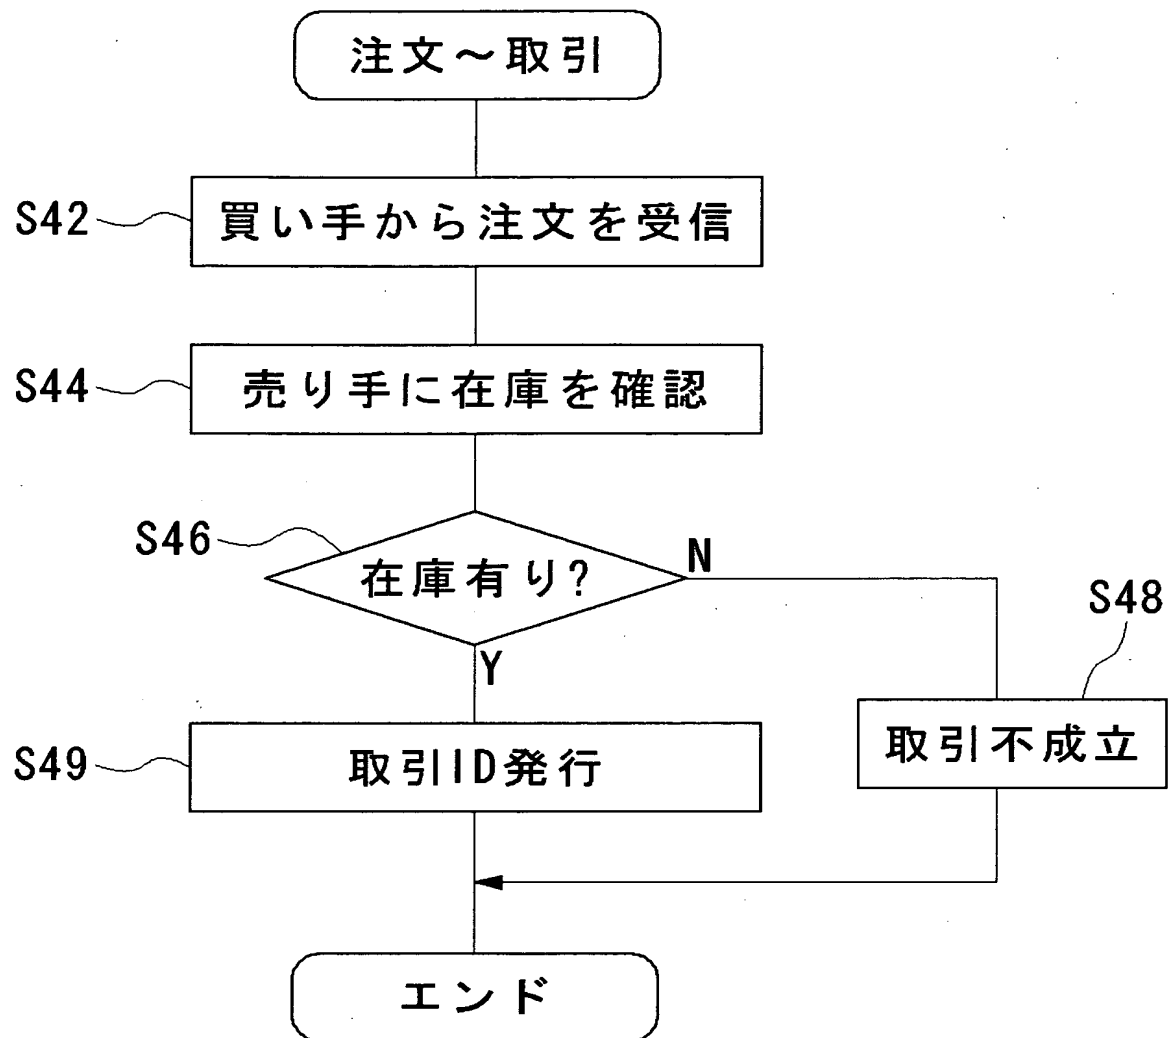 注文～取引
S42
買い手から注文を受信
S44
売り手に在庫を確認
S46
在庫有り?
N
S48
Y
取引不成立
S49
取引ID発行
エンド